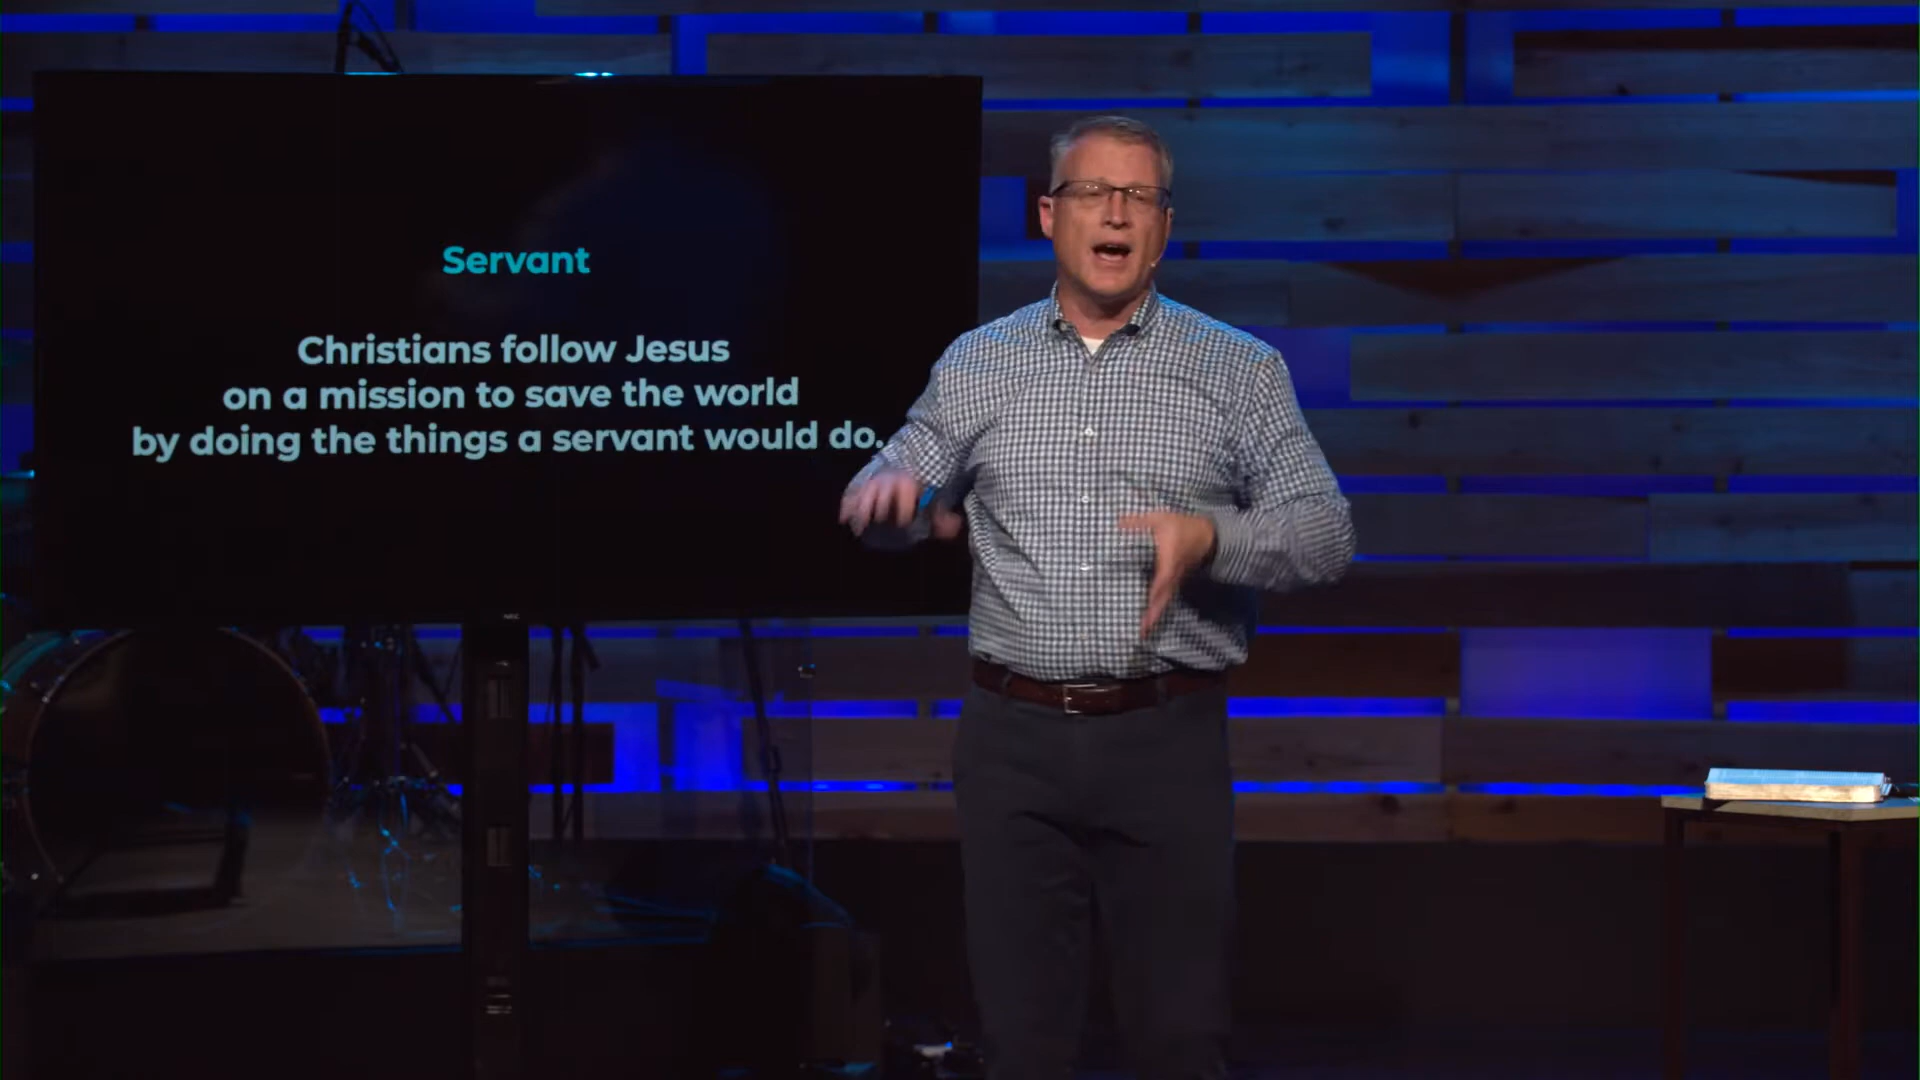 Servant
Christians follow Jesus
on a mission to save the world
by doing the things a servant would do.